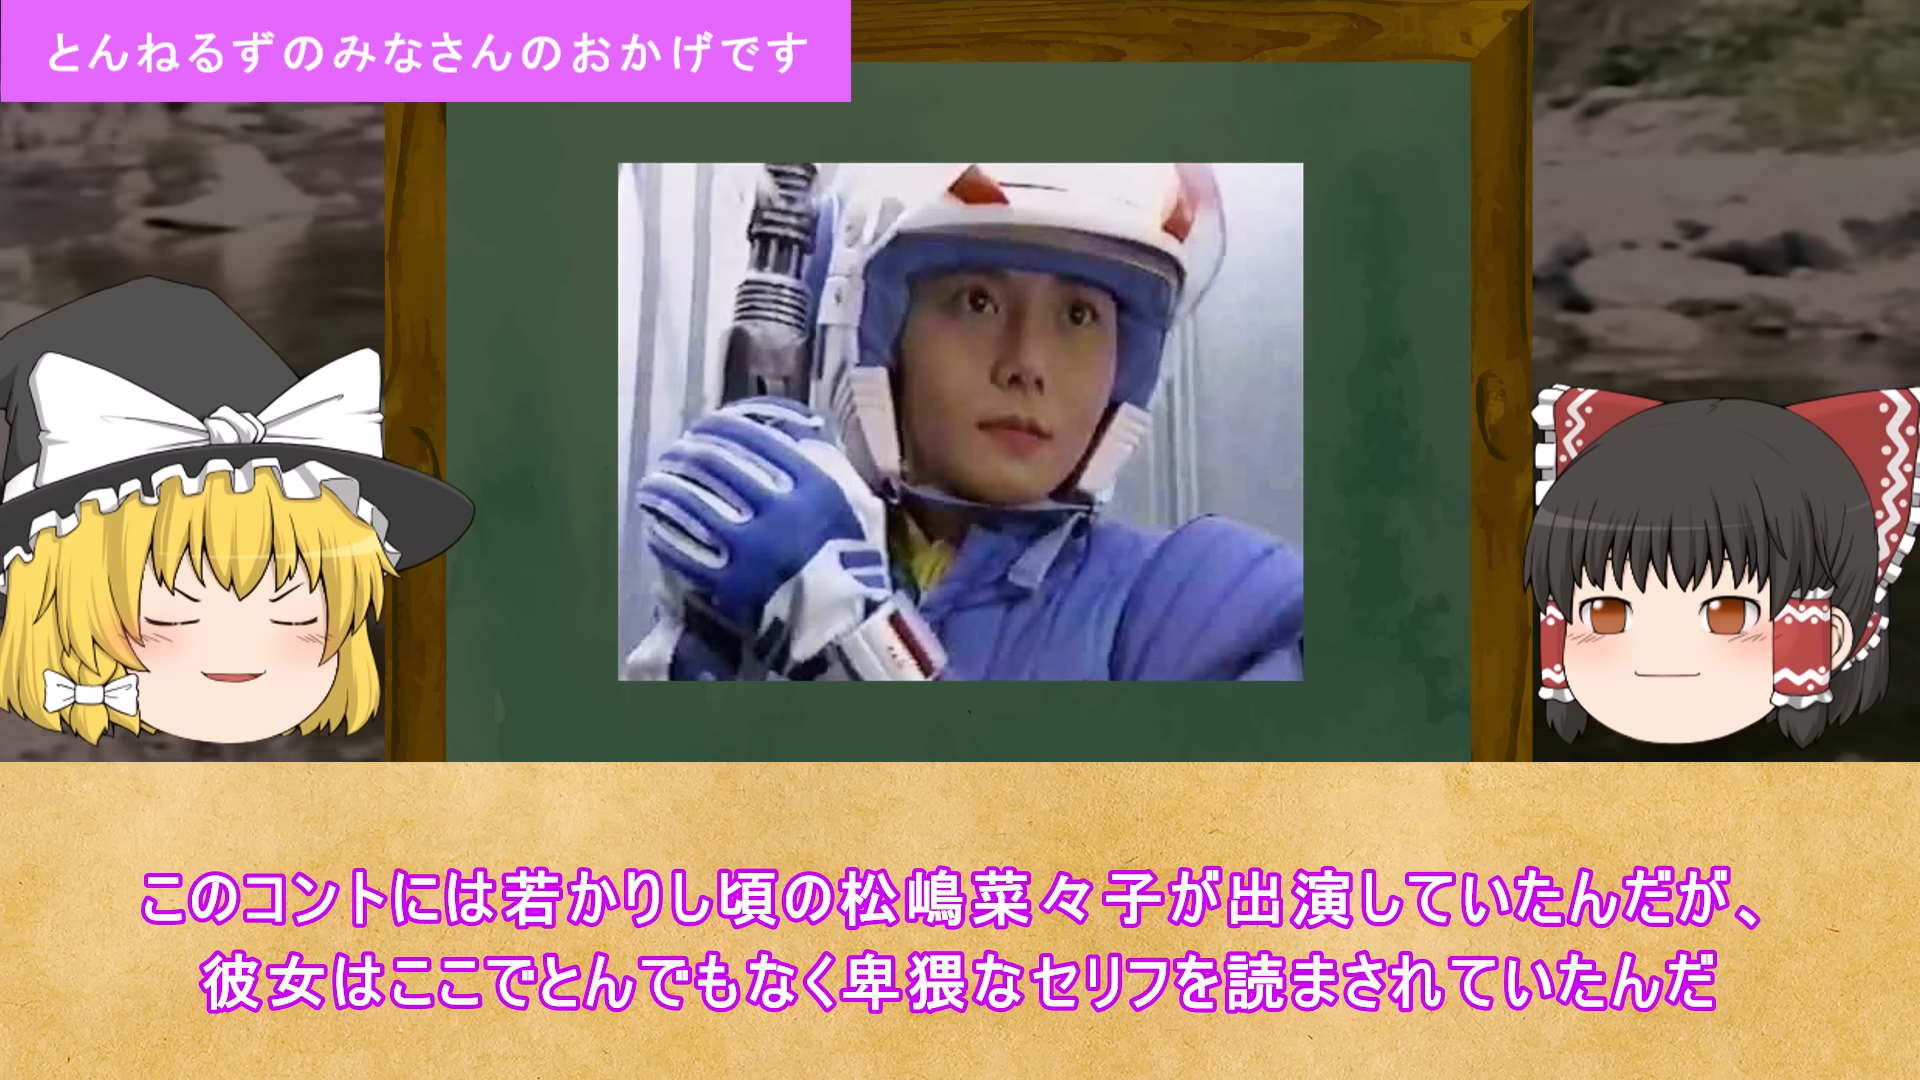 とんねるずのみなさんのおかげです
このコントには若かりし頃の松嶋菜々子が出演していたんだが、
彼女はここでとんでもなく卑猥なセリフを読まされていたんだ